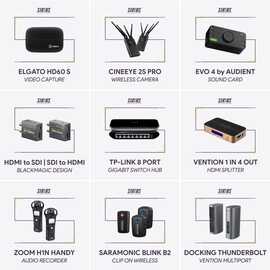 ELGATO HD60 S
VIDEO CAPTURE
CINEEYE 2S PRO
WIRELESS CAMERA
EVO 4 by AUDIENT
SOUND CARD
HDMI to SDI | SDI to HDMI
BLACKMAGIC DESIGN
TP-LINK 8 PORT
GIGABIT SWITCH HUB
VENTION 1 IN 4 OUT
HDMI SPLITTER
ZOOM H1N HANDY
AUDIO RECORDER
SARAMONIC BLINK B2
CLIP ON WIRELESS
DOCKING THUNDERBOLT
VENTION MULTIPORT